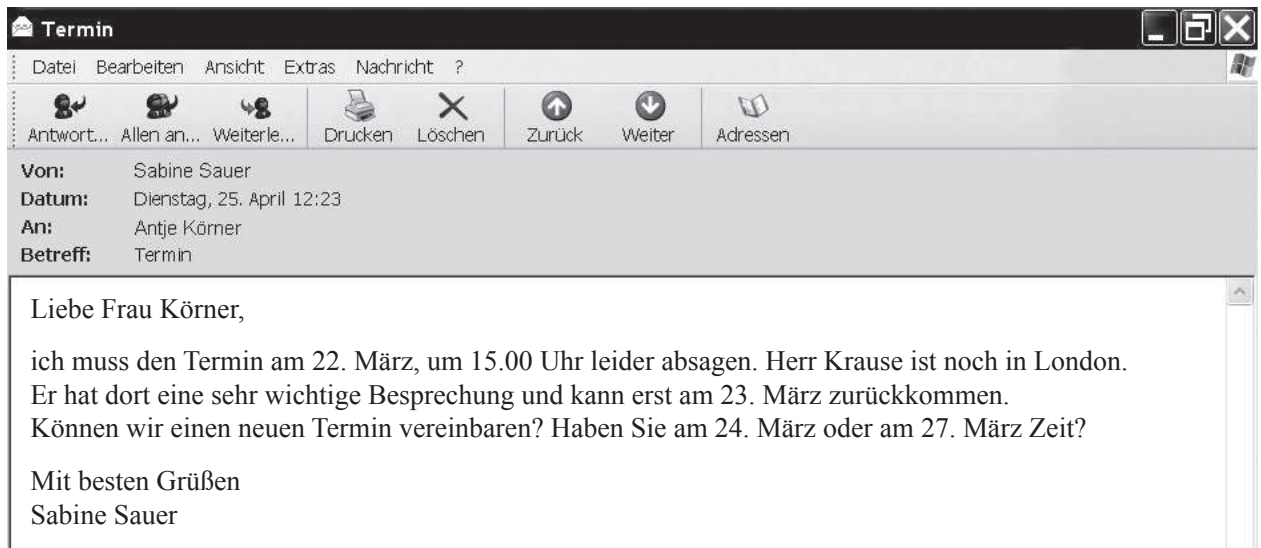 Termin
Datei Bearbeiten Ansicht Extras Nachricht ?
Antwort... Allen an... Weiterle... Drucken Löschen Zurück Weiter Adressen
Von: Sabine Sauer
Datum: Dienstag, 25. April 12:23
An: Antje Körner
Betreff: Termin
Liebe Frau Körner,
ich muss den Termin am 22. März, um 15.00 Uhr leider absagen. Herr Krause ist noch in London.
Er hat dort eine sehr wichtige Besprechung und kann erst am 23. März zurückkommen.
Können wir einen neuen Termin vereinbaren? Haben Sie am 24. März oder am 27. März Zeit?
Mit besten Grüßen
Sabine Sauer